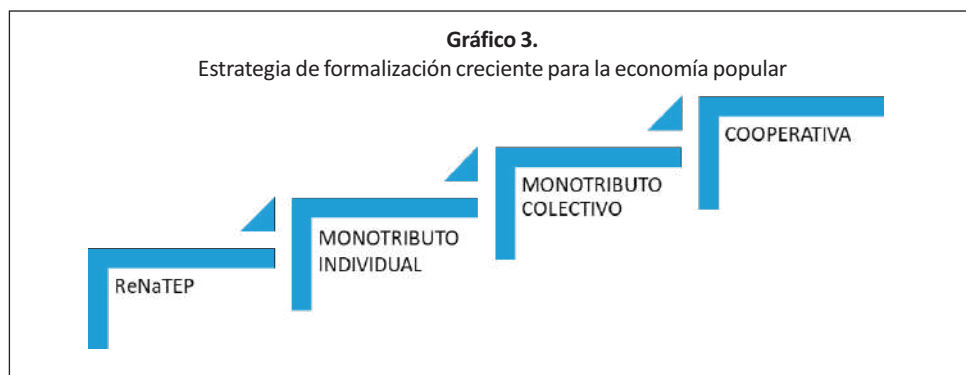 Gráfico 3.
Estrategia de formalización creciente para la economía popular
COOPERATIVA
MONOTRIBUTO
COLECTIVO
MONOTRIBUTO
INDIVIDUAL
ReNaTEP